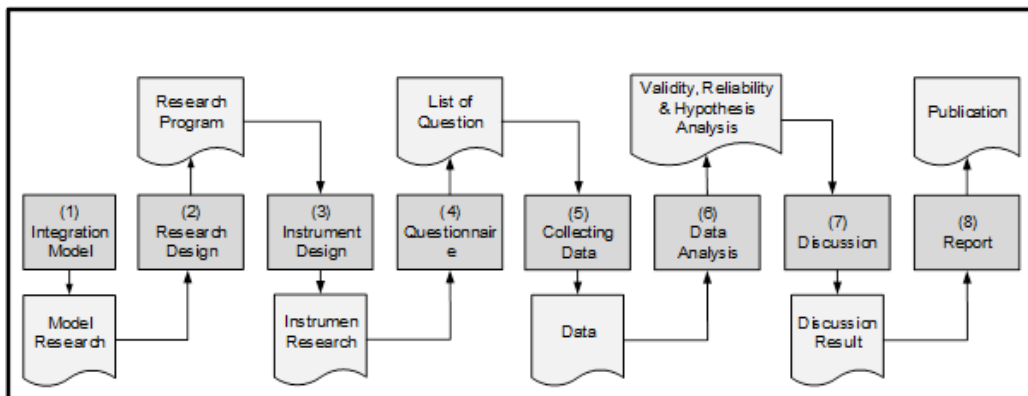 Research
Program
List of
Question
Validity, Reliability
& Hypothesis
Analysis
Publication
(1)
Integration
Model
(2)
Research
Design
(3)
Instrument
Design
(4)
Questionnair
e
(5)
Collecting
Data
(6)
Data
Analysis
(7)
Discussion
(8)
Report
Model
Research
Instrumen
Research
Data
Discussion
Result